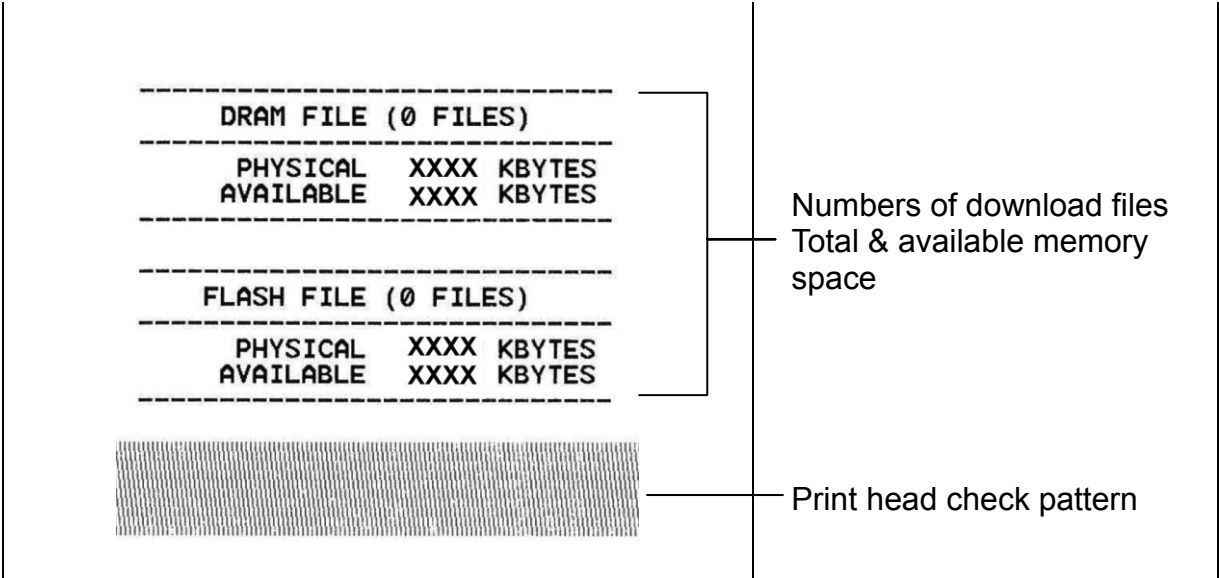 DRAM FILE (0 FILES)
PHYSICAL XXXX KBYTES
AVAILABLE XXXX KBYTES
FLASH FILE (0 FILES)
PHYSICAL XXXX KBYTES
AVAILABLE XXXX KBYTES
Numbers of download files
Total & available memory
space
Print head check pattern